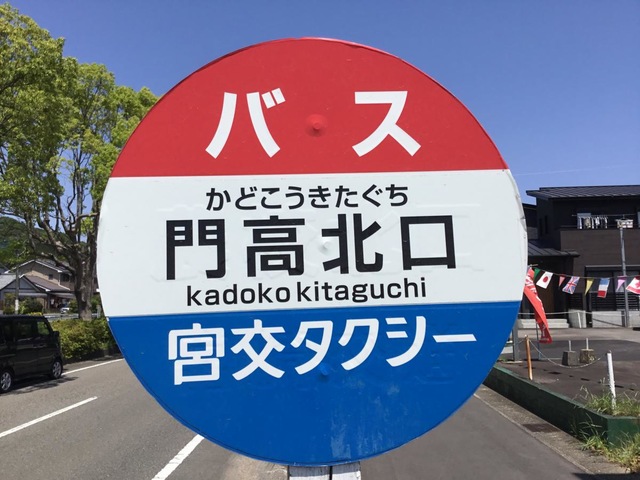 バス
かどこうきたぐち
門高北口
kadoko kitaguchi
宮交タクシー